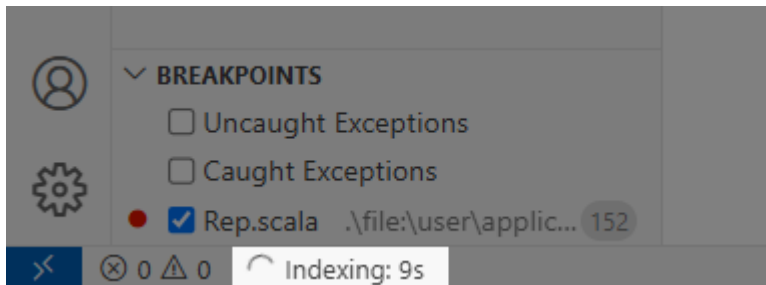 BREAKPOINTS
Uncaught Exceptions
Caught Exceptions
Rep.scala .\file:\user\applic... 152
0 0 Indexing: 9s